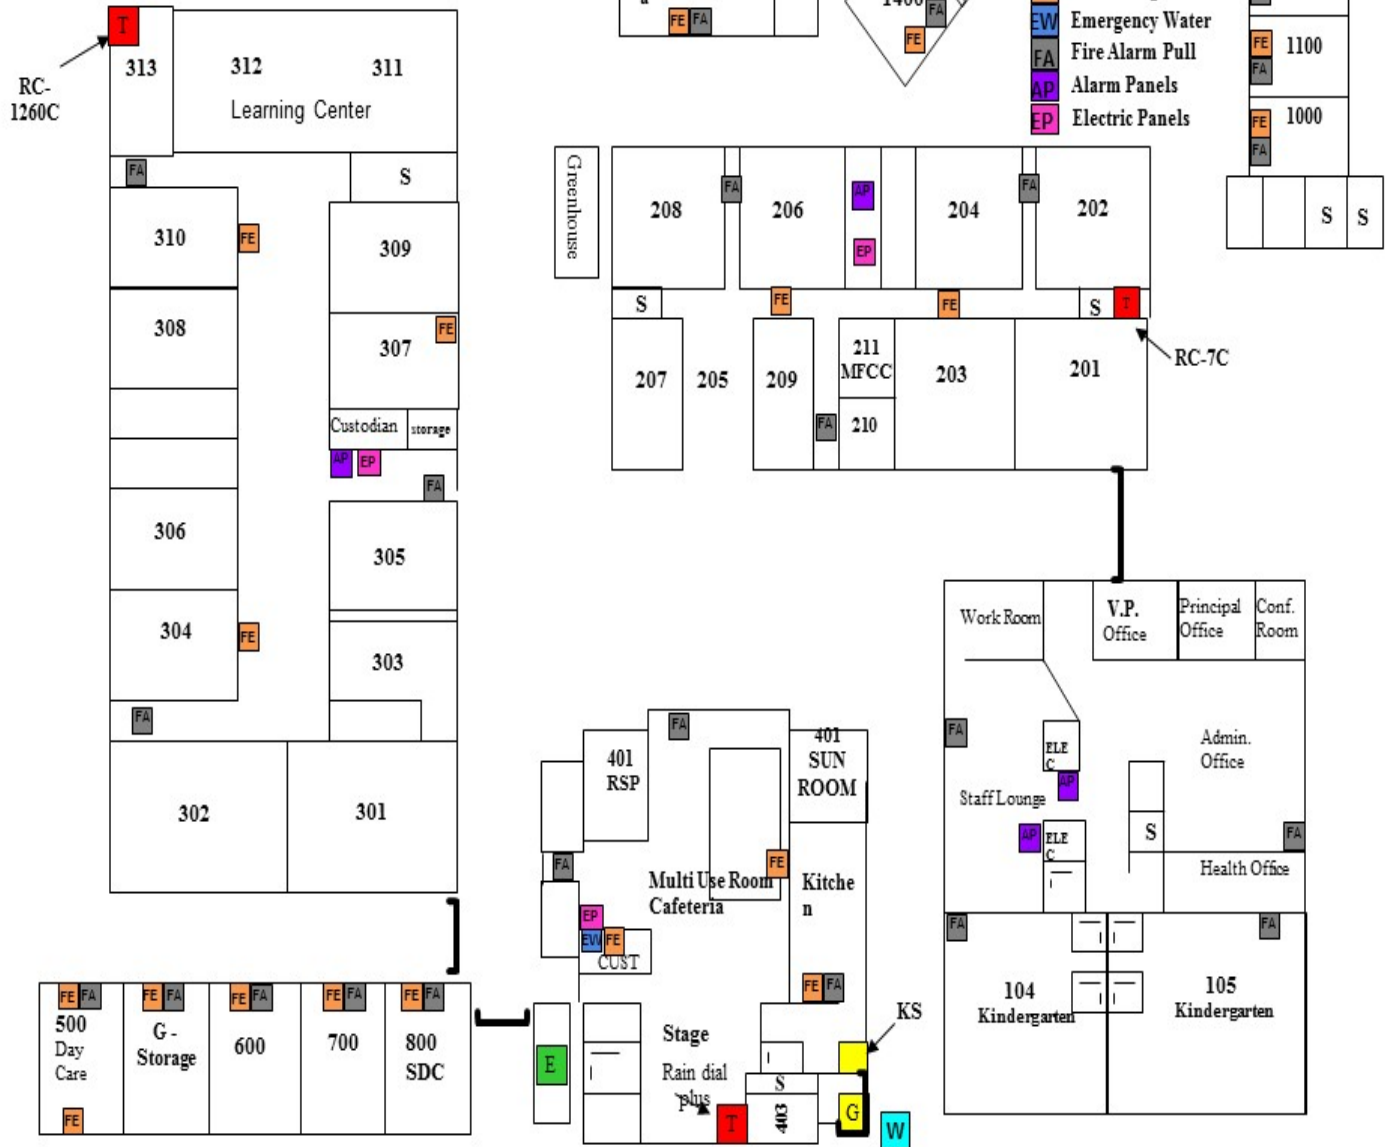 T
313
312
311
Learning Center
RC-
1260C
FA
S
310
FE
309
308
307
FE
Custodian
storage
AP
EP
FA
306
305
304
FE
303
FA
302
301
FE
FA
1400
FA
FE
EW
Emergency Water
FA
Fire Alarm Pull
AP
Alarm Panels
EP
Electric Panels
FE
1100
FA
FE
1000
FA
S
S
Greenhouse
208
FA
206
AP
EP
204
FA
202
S
FE
FE
S
T
RC-7C
207
205
209
FA
211
MFCC
210
203
201
Work Room
V.P.
Office
Principal
Office
Conf.
Room
FA
ELE
C
AP
Admin.
Office
Staff Lounge
AP
ELE
C
S
FA
Health Office
FA
FA
104
Kindergarten
105
Kindergarten
FA
401
RSP
401
SUN
ROOM
FA
FE
Multi Use Room
Cafeteria
Kitche
n
EP
EW
FE
CUST
FE
FA
KS
Stage
Rain dial
plus
T
S
403
G
W
E
FE
FA
500
Day
Care
FE
FE
FA
G -
Storage
FE
FA
600
FE
FA
700
FE
FA
800
SDC